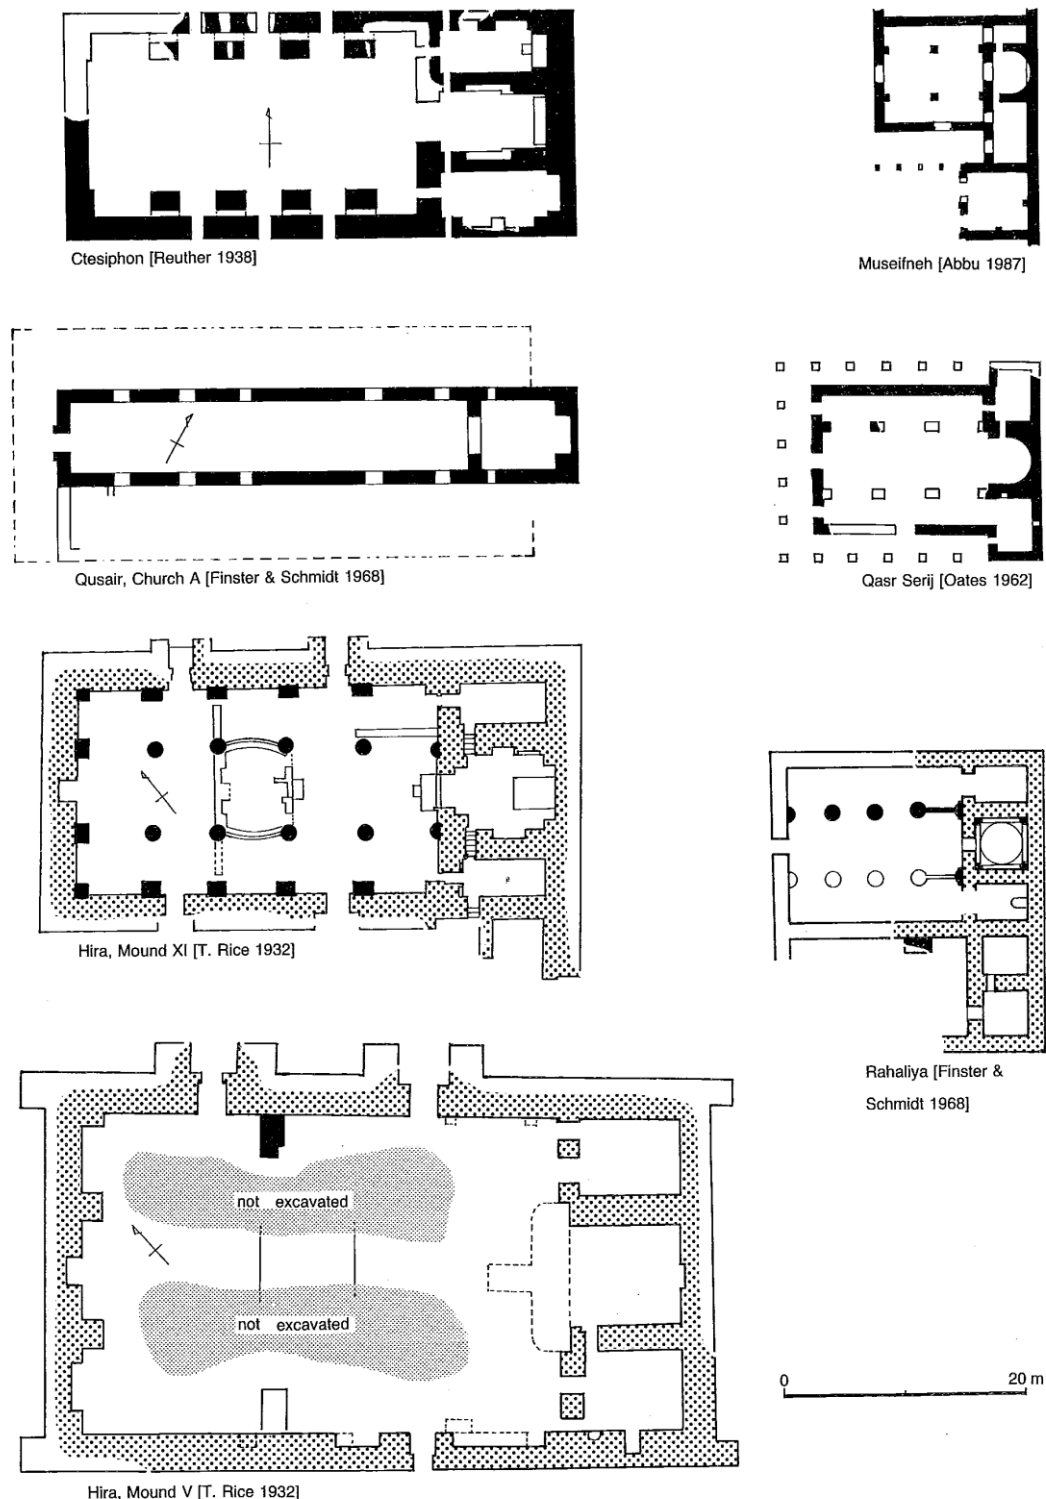 Ctesiphon [Reuther 1938]
Museifneh [Abbu 1987]
Qusair, Church A [Finster & Schmidt 1968]
Qasr Serij [Oates 1962]
Hira, Mound XI [T. Rice 1932]
Rahaliya [Finster &
Schmidt 1968]
not excavated
not excavated
0 20 m
Hira, Mound V [T. Rice 1932]